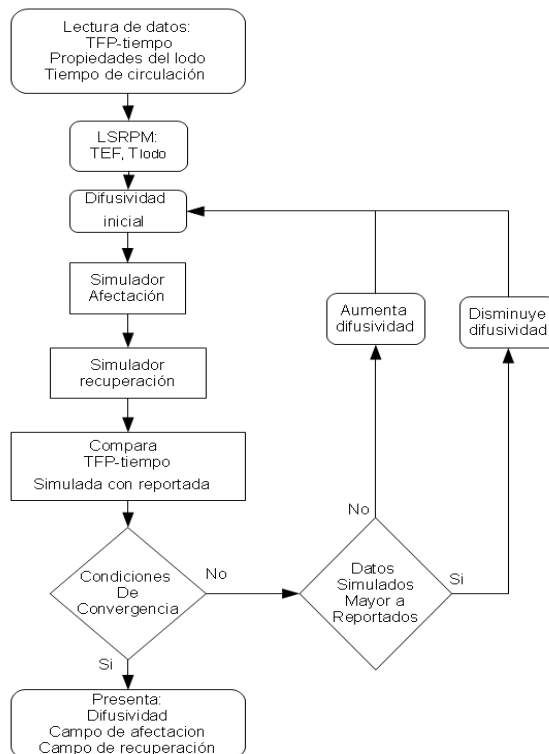 Lectura de datos:
TFP-tiempo
Propiedades del lodo
Tiempo de circulación
LSRPM:
TEF, Tlodo
Difusividad
inicial
Simulador
Afectación
Aumenta
difusividad
Disminuye
difusividad
Simulador
recuperación
Compara
TFP-tiempo
Simulada con reportada
No
Condiciones
De
Convergencia
No
Datos
Simulados
Mayor a
Reportados
Si
Si
Presenta:
Difusividad
Campo de afectacion
Campo de recuperación